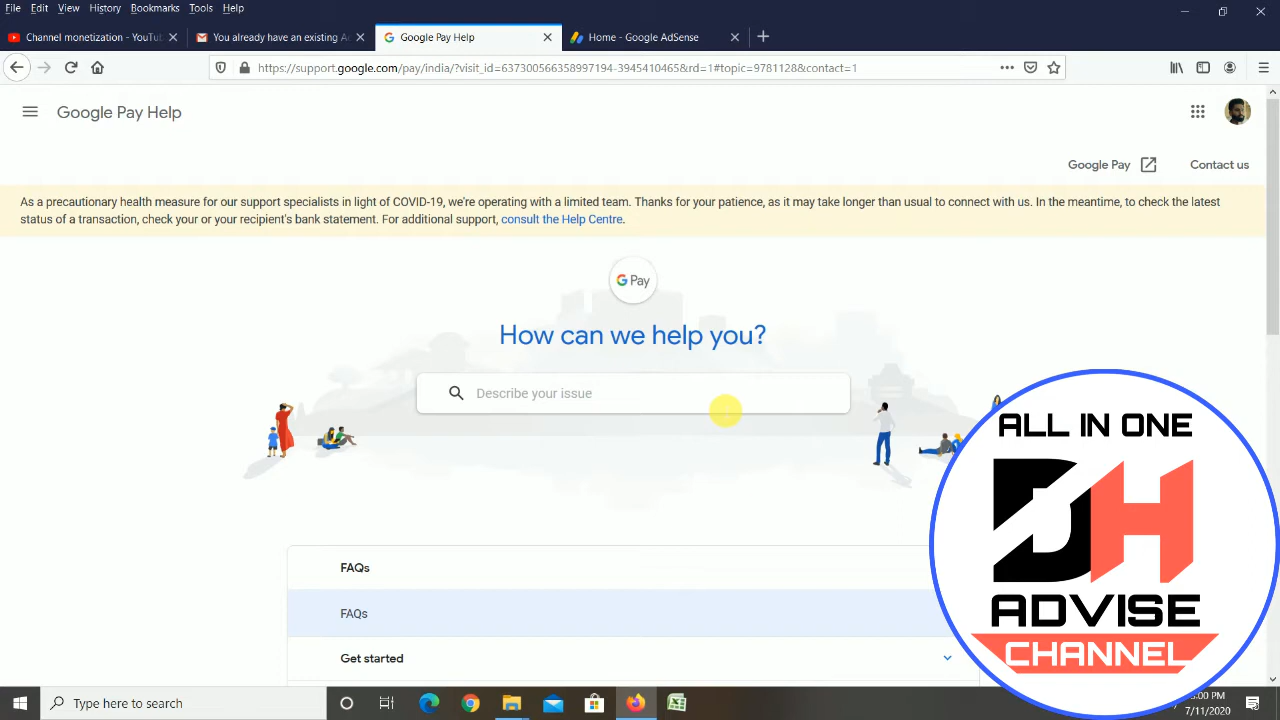 File Edit View History Bookmarks Tools Help
Channel monetization - YouTu
You already have an existing A
Google Pay Help
Home - Google AdSense
https://support.google.com/pay/india/?visit_id=637300566358997194-3945410465&rd=1#topic=9781128&contact=1
Google Pay Help
Google Pay
Contact us
As a precautionary health measure for our support specialists in light of COVID-19, we're operating with a limited team. Thanks for your patience, as it may take longer than usual to connect with us. In the meantime, to check the latest
status of a transaction, check your or your recipient's bank statement. For additional support, consult the Help Centre.
G Pay
How can we help you?
Describe your issue
FAQs
FAQs
Get started
ALL IN ONE
DH
ADVISE
CHANNEL
Type here to search
:00 PM
7/11/2020